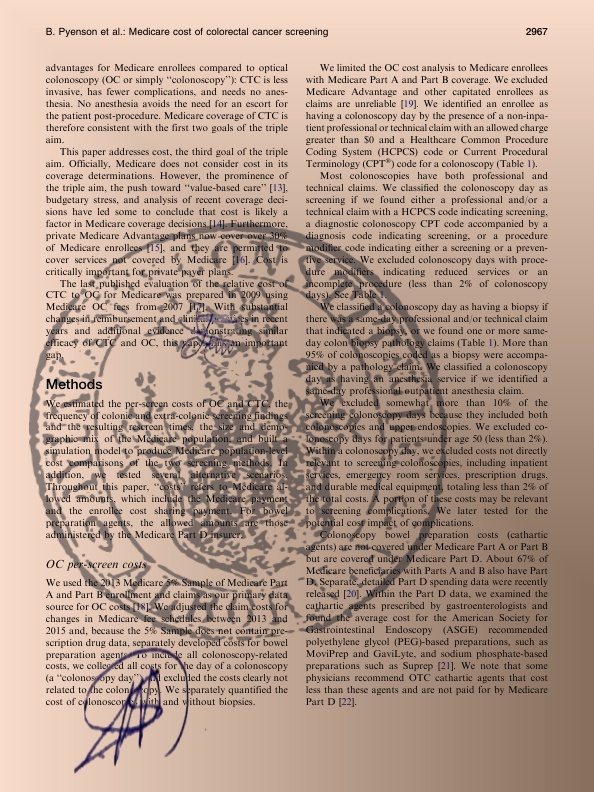 B. Pyenson et al.: Medicare cost of colorectal cancer screening
2967
advantages for Medicare enrollees compared to optical
colonoscopy (OC or simply ‘‘colonoscopy’’): CTC is less
invasive, has fewer complications, and needs no anes-
thesia. No anesthesia avoids the need for an escort for
the patient post-procedure. Medicare coverage of CTC is
therefore consistent with the first two goals of the triple
aim.
This paper addresses cost, the third goal of the triple
aim. Officially, Medicare does not consider cost in its
coverage determinations. However, the prominence of
the triple aim, the push toward ‘‘value-based care’’ [13],
budgetary stress, and analysis of recent coverage deci-
sions have led some to conclude that cost is likely a
factor in Medicare coverage decisions [14]. Furthermore,
private Medicare Advantage plans now cover over 30%
of Medicare enrollees [15], and they are permitted to
cover services not covered by Medicare [16]. Cost is
critically important for private payer plans.
The last published evaluation of the relative cost of
CTC to OC for Medicare was prepared in 2009 using
Medicare OC fees from 2007 [17]. With substantial
changes in reimbursement and clinical in recent
years and additional evidence demonstrating similar
efficacy of CTC and OC, this paper fills an important
gap.
Methods
We estimated the per-screen costs of OC and CTC, the
frequency of colonic and extra-colonic screening findings
and the resulting rescreen times, the size and demo-
graphic mix of the Medicare population, and built a
simulation model to produce Medicare population-level
cost comparisons of the two screening methods. In
addition, we tested several alternative scenarios.
Throughout this paper, ‘‘costs’’ refers to Medicare al-
lowed amounts, which include the Medicare payment
and the enrollee cost sharing payment. For bowel
preparation agents, the allowed amounts are those
administered by the Medicare Part D insurer.
OC per-screen costs
We used the 2013 Medicare 5% Sample of Medicare Part
A and Part B enrollment and claims as our primary data
source for OC costs [18]. We adjusted the claim costs for
changes in Medicare fee schedules between 2013 and
2015 and, because the 5% Sample does not contain pre-
scription drug data, separately developed costs for bowel
preparation agents. To include all colonoscopy-related
costs, we collected all costs for the day of a colonoscopy
(a ‘‘colonoscopy day’’) and excluded the costs clearly not
related to the colonoscopy. We separately quantified the
cost of colonoscopies with and without biopsies.
We limited the OC cost analysis to Medicare enrollees
with Medicare Part A and Part B coverage. We excluded
Medicare Advantage and other capitated enrollees as
claims are unreliable [19]. We identified an enrollee as
having a colonoscopy day by the presence of a non-inpa-
tient professional or technical claim with an allowed charge
greater than $0 and a Healthcare Common Procedure
Coding System (HCPCS) code or Current Procedural
Terminology (CPT®) code for a colonoscopy (Table 1).
Most colonoscopies have both professional and
technical claims. We classified the colonoscopy day as
screening if we found either a professional and/or a
technical claim with a HCPCS code indicating screening,
a diagnostic colonoscopy CPT code accompanied by a
diagnosis code indicating screening, or a procedure
modifier code indicating either a screening or a preven-
tive service. We excluded colonoscopy days with proce-
dure modifiers indicating reduced services or an
incomplete procedure (less than 2% of colonoscopy
days). See Table 1.
We classified a colonoscopy day as having a biopsy if
there was a same-day professional and/or technical claim
that indicated a biopsy, or we found one or more same-
day colon biopsy pathology claims (Table 1). More than
95% of colonoscopies coded as a biopsy were accompa-
nied by a pathology claim. We classified a colonoscopy
day as having an anesthesia service if we identified a
same-day professional outpatient anesthesia claim.
We excluded somewhat more than 10% of the
screening colonoscopy days because they included both
colonoscopies and upper endoscopies. We excluded co-
lonoscopy days for patients under age 50 (less than 2%).
Within a colonoscopy day, we excluded costs not directly
relevant to screening colonoscopies, including inpatient
services, emergency room services, prescription drugs,
and durable medical equipment, totaling less than 2% of
the total costs. A portion of these costs may be relevant
to screening complications. We later tested for the
potential cost impact of complications.
Colonoscopy bowel preparation costs (cathartic
agents) are not covered under Medicare Part A or Part B
but are covered under Medicare Part D. About 67% of
Medicare beneficiaries with Parts A and B also have Part
D. Separate, detailed Part D spending data were recently
released [20]. Within the Part D data, we examined the
cathartic agents prescribed by gastroenterologists and
found the average cost for the American Society for
Gastrointestinal Endoscopy (ASGE) recommended
polyethylene glycol (PEG)-based preparations, such as
MoviPrep and GaviLyte, and sodium phosphate-based
preparations such as Suprep [21]. We note that some
physicians recommend OTC cathartic agents that cost
less than these agents and are not paid for by Medicare
Part D [22].